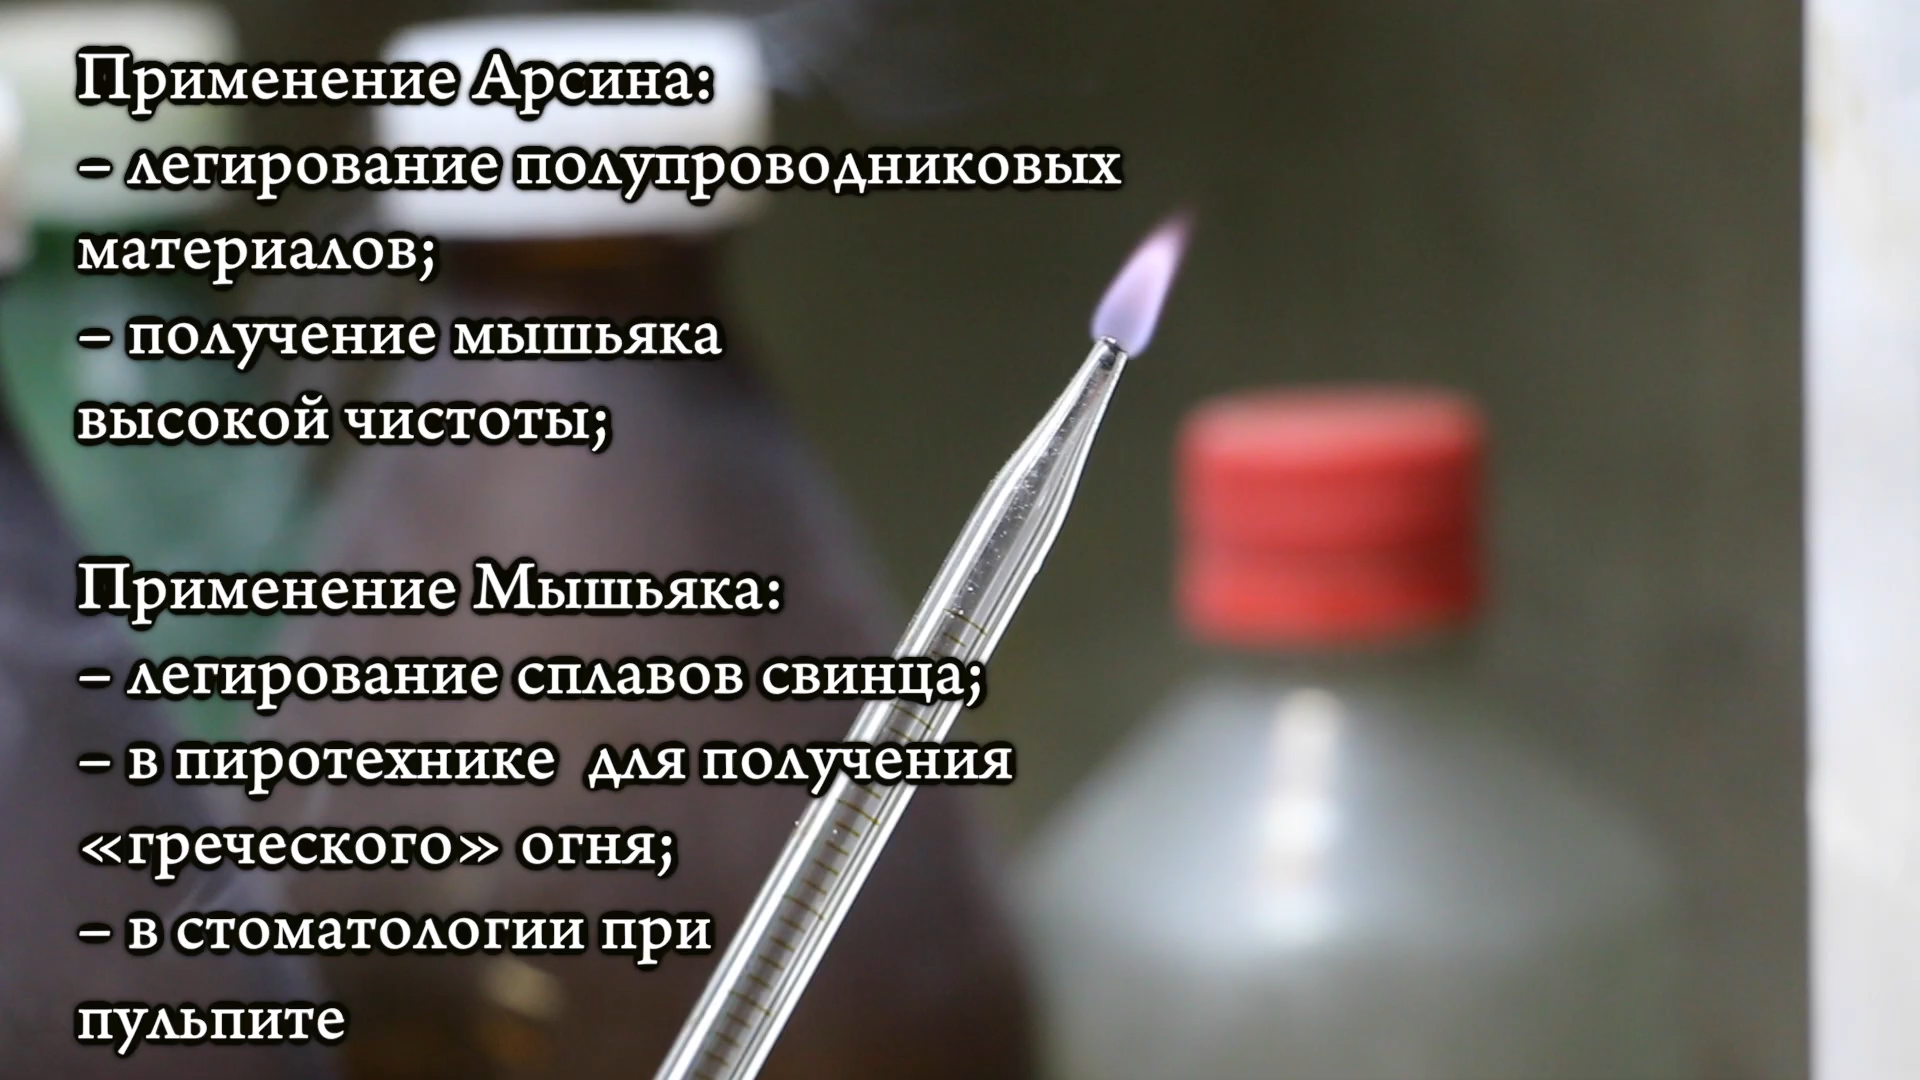 Применение Арсина:
– легирование полупроводниковых
материалов;
– получение мышьяка
высокой чистоты;
Применение Мышьяка:
– легирование сплавов свинца;
– в пиротехнике для получения
«греческого» огня;
– в стоматологии при
пульпите